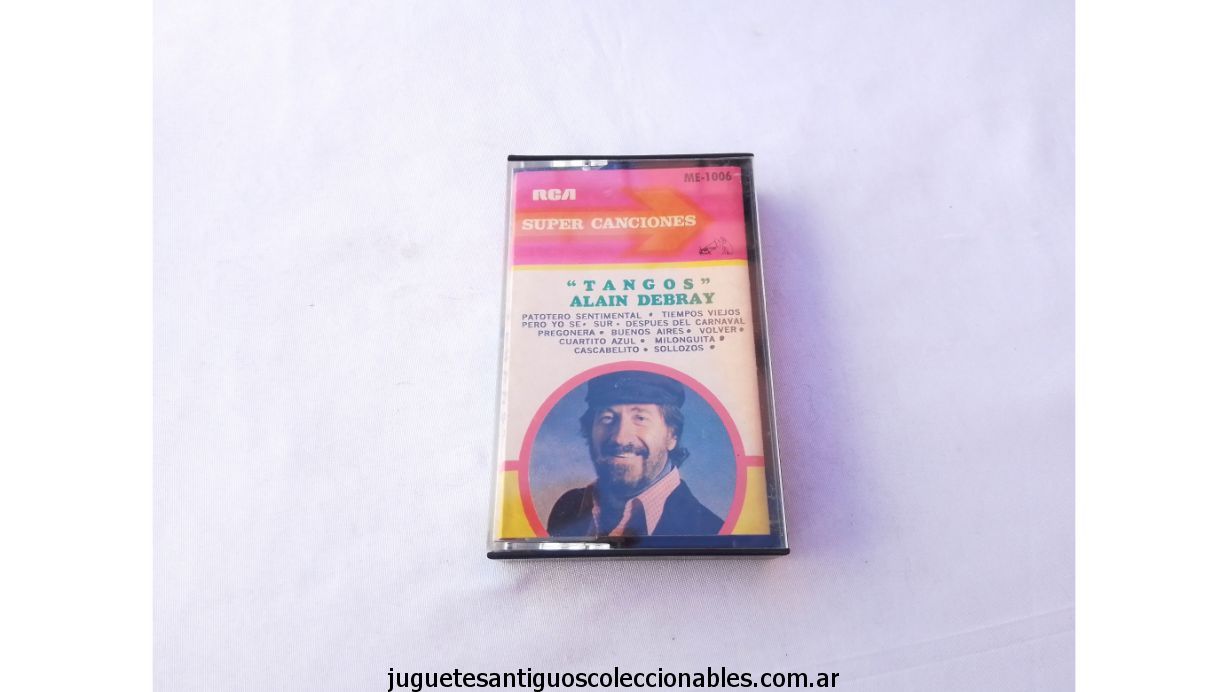 ME-1006
RCA
SUPER CANCIONES
"TANGOS"
ALAIN DEBRAY
PATOTERO SENTIMENTAL • TIEMPOS VIEJOS
PERO YO SE • SUR • DESPUES DEL CARNAVAL
PREGONERA • BUENOS AIRES • VOLVER •
CUARTITO AZUL • MILONGUITA •
CASCABELITO • SOLLOZOS •
juguetesantiguoscoleccionables.com.ar